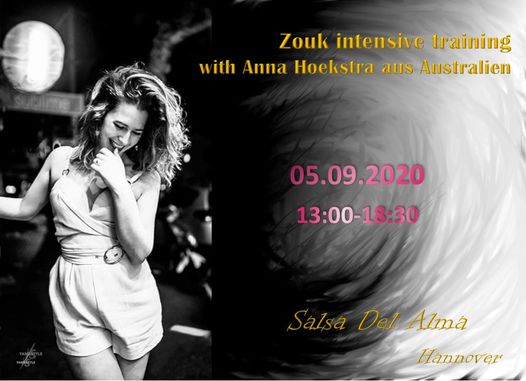 sublime
Zouk intensive training
with Anna Hoekstra aus Australien
05.09.2020
13:00-18:30
Salsa Del Alma
Hannover